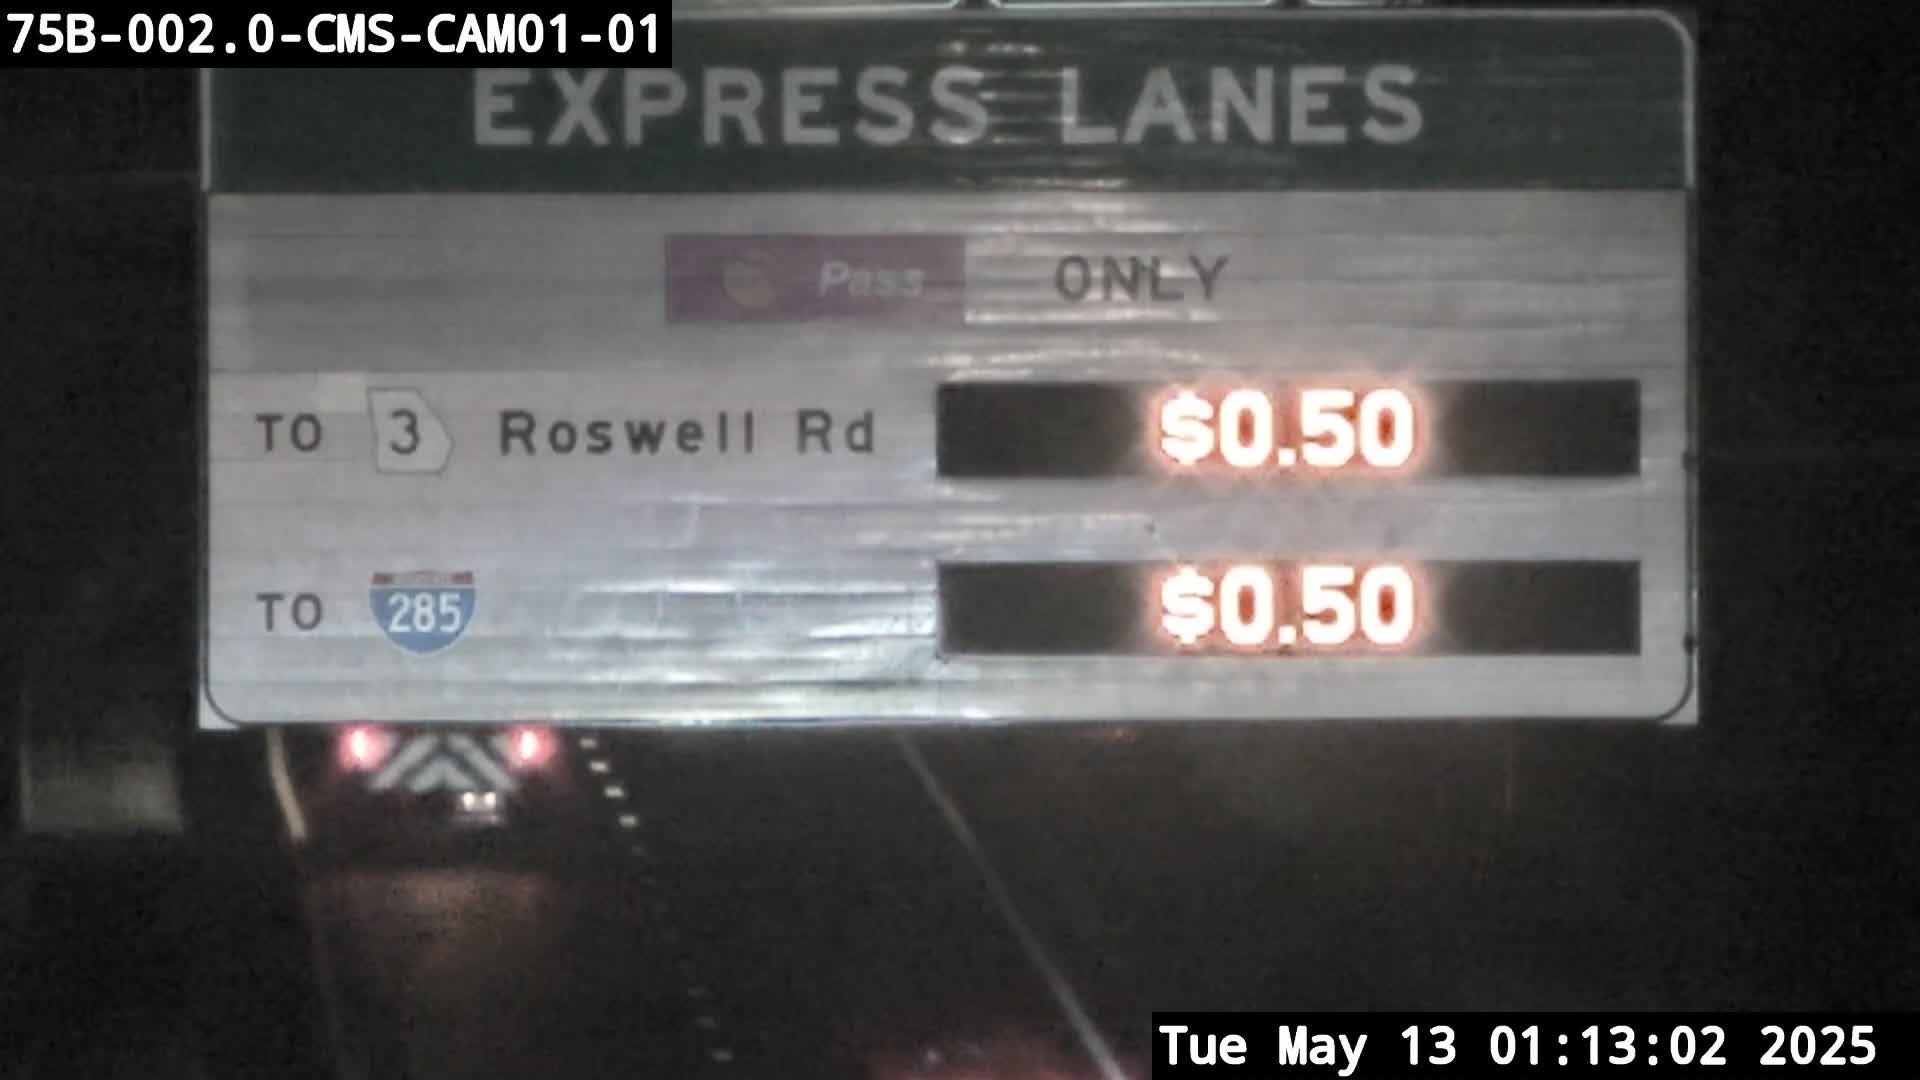 75B-002.0-CMS-CAM01-01
EXPRESS LANES
Pass ONLY
TO 3 Roswell Rd $0.50
TO 285 $0.50
Tue May 13 01:13:02 2025